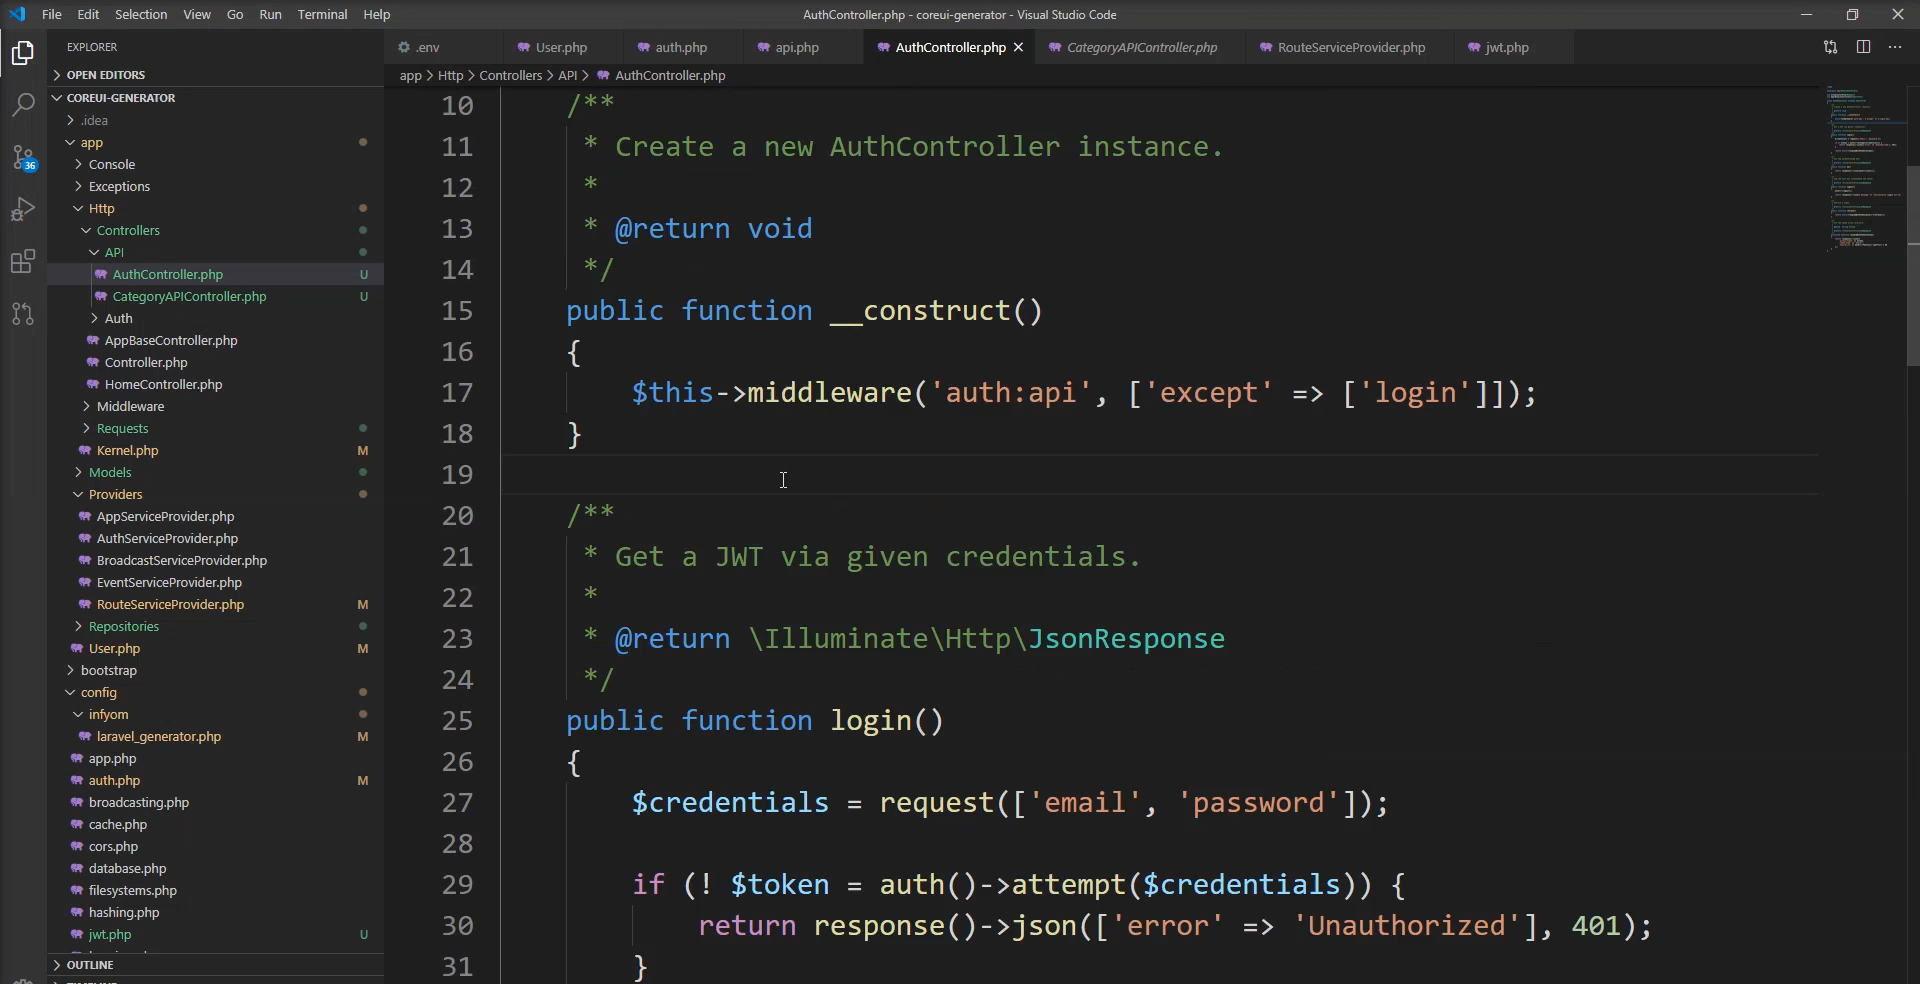 File Edit Selection View Go Run Terminal Help
AuthController.php - coreui-generator - Visual Studio Code
EXPLORER
OPEN EDITORS
COREUI-GENERATOR
.idea
app
Console
Exceptions
Http
Controllers
API
AuthController.php U
CategoryAPIController.php U
Auth
AppBaseController.php
Controller.php
HomeController.php
Middleware
Requests
Kernel.php M
Models
Providers
AppServiceProvider.php
AuthServiceProvider.php
BroadcastServiceProvider.php
EventServiceProvider.php
RouteServiceProvider.php M
Repositories
User.php M
bootstrap
config
infyom
laravel_generator.php M
app.php
auth.php M
broadcasting.php
cache.php
cors.php
database.php
filesystems.php
hashing.php
jwt.php U
OUTLINE
36
.env User.php auth.php api.php AuthController.php CategoryAPIController.php RouteServiceProvider.php jwt.php
app > Http > Controllers > API > AuthController.php
10 /**
11 * Create a new AuthController instance.
12 *
13 * @return void
14 */
15 public function __construct()
16 {
17 $this->middleware('auth:api', ['except' => ['login']]);
18 }
19
20 /**
21 * Get a JWT via given credentials.
22 *
23 * @return \Illuminate\Http\JsonResponse
24 */
25 public function login()
26 {
27 $credentials = request(['email', 'password']);
28
29 if (! $token = auth()->attempt($credentials)) {
30 return response()->json(['error' => 'Unauthorized'], 401);
31 }